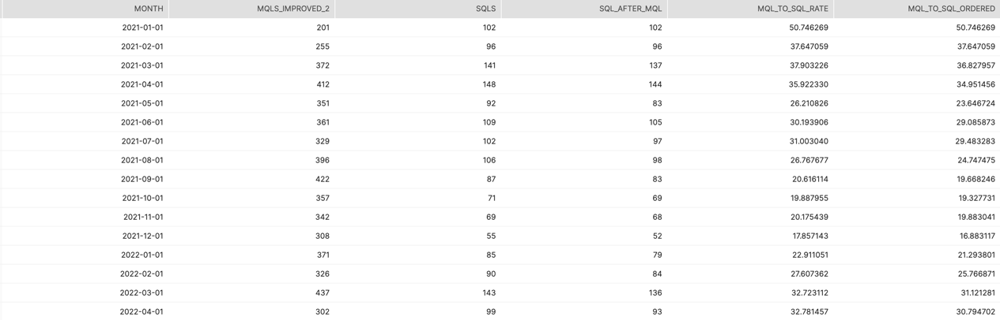 MONTH MQLS_IMPROVED_2 SQLS SQL_AFTER_MQL MQL_TO_SQL_RATE MQL_TO_SQL_ORDERED
2021-01-01 201 102 102 50.746269 50.746269
2021-02-01 255 96 96 37.647059 37.647059
2021-03-01 372 141 137 37.903226 36.827957
2021-04-01 412 148 144 35.922330 34.951456
2021-05-01 351 92 83 26.210826 23.646724
2021-06-01 361 109 105 30.193906 29.085873
2021-07-01 329 102 97 31.003040 29.483283
2021-08-01 396 106 98 26.767677 24.747475
2021-09-01 422 87 83 20.616114 19.668246
2021-10-01 357 71 69 19.887955 19.327731
2021-11-01 342 69 68 20.175439 19.883041
2021-12-01 308 55 52 17.857143 16.883117
2022-01-01 371 85 79 22.911051 21.293801
2022-02-01 326 90 84 27.607362 25.766871
2022-03-01 437 143 136 32.723112 31.121281
2022-04-01 302 99 93 32.781457 30.794702